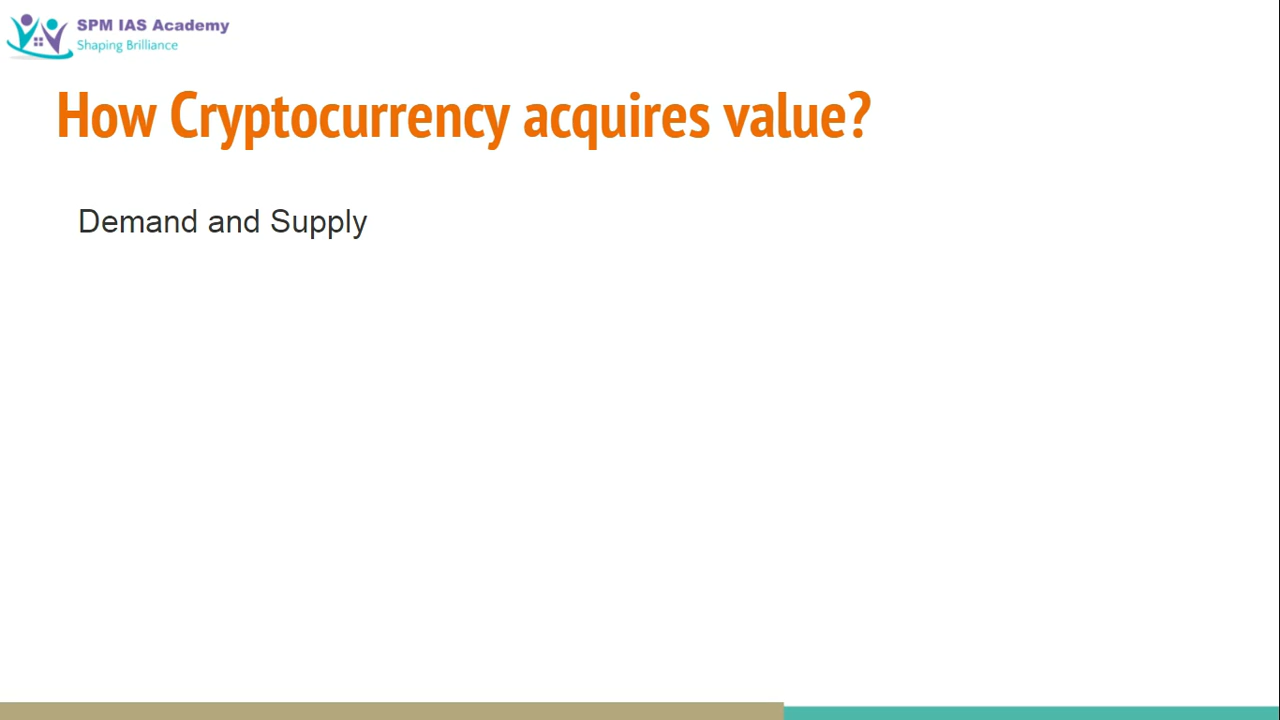 SPM IAS Academy
Shaping Brilliance
How Cryptocurrency acquires value?
Demand and Supply